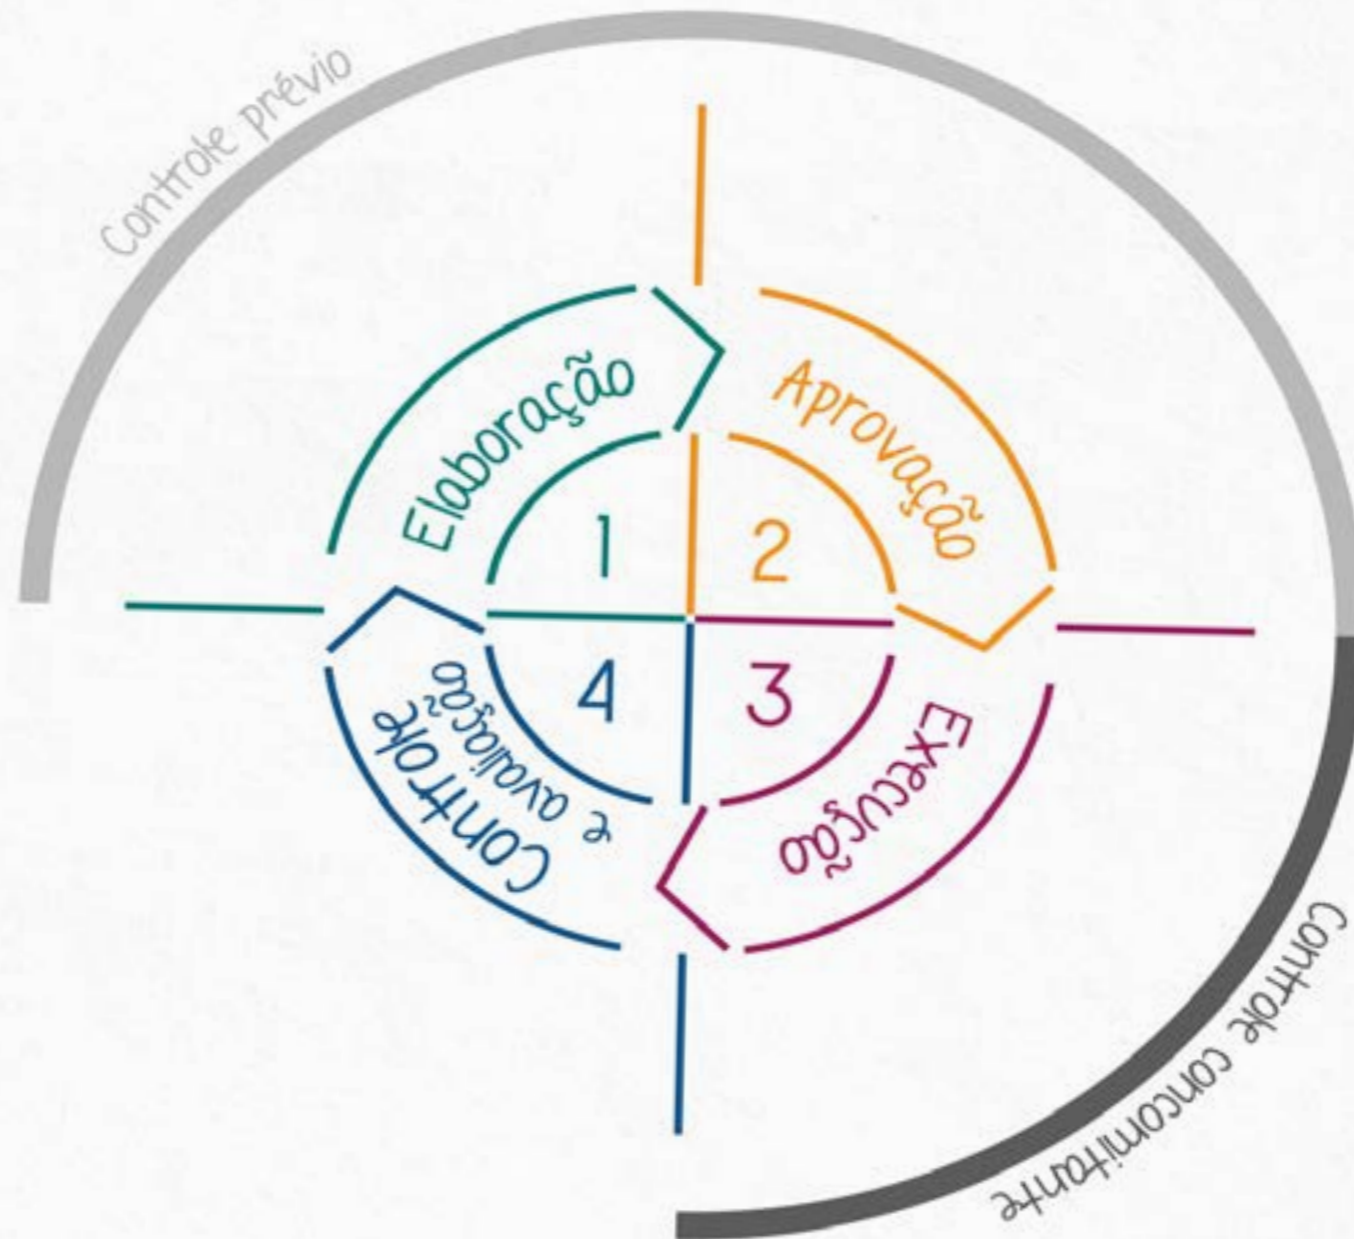 Controle prévio
Elaboração
1
Aprovação
2
Execução
3
Controle
e avaliação
4
Controle concomitante